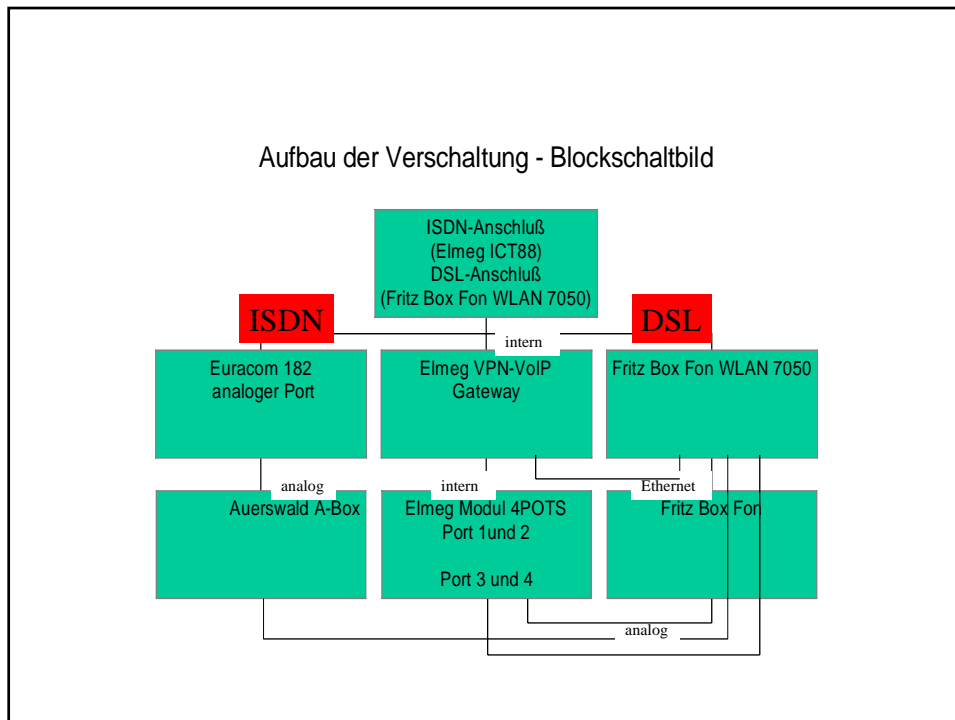 Aufbau der Verschaltung - Blockschaltbild
ISDN-Anschluß
(Elmeg ICT88)
DSL-Anschluß
(Fritz Box Fon WLAN 7050)
ISDN
DSL
intern
Euracom 182
analoger Port
Elmeg VPN-VoIP
Gateway
Fritz Box Fon WLAN 7050
analog
intern
Ethernet
Auerswald A-Box
Elmeg Modul 4POTS
Port 1und 2
Port 3 und 4
Fritz Box Fon
analog